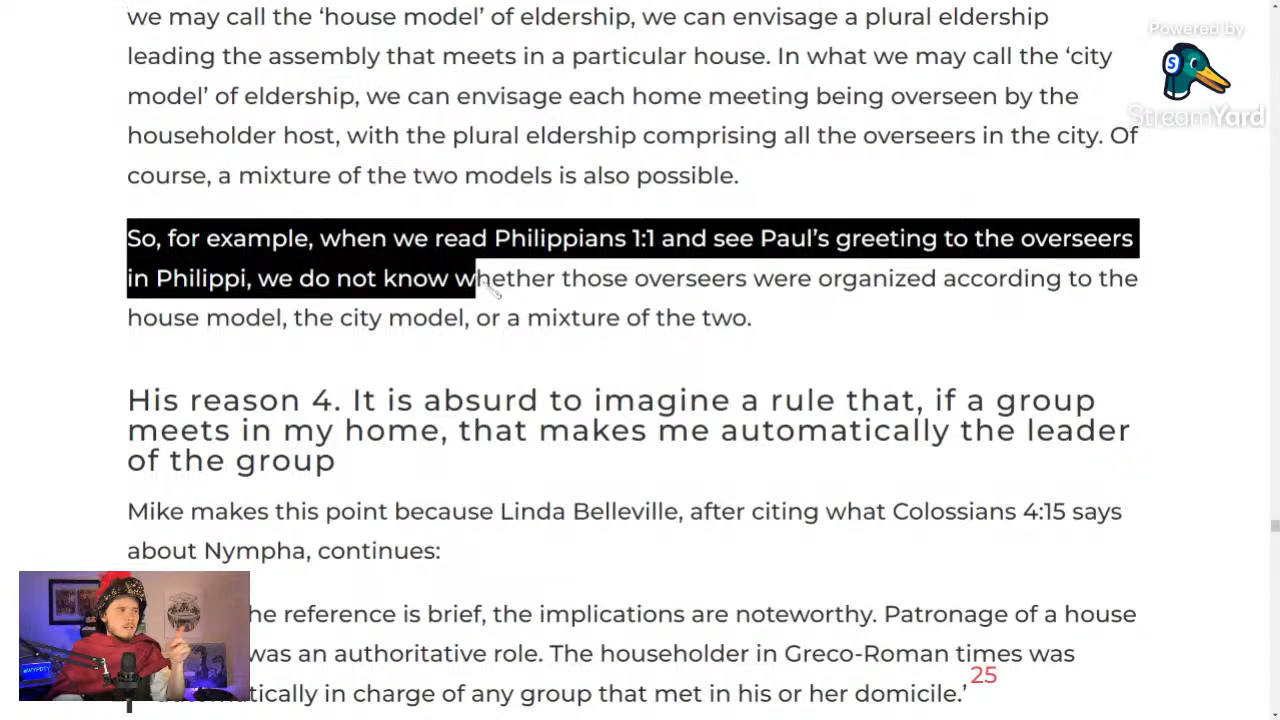 we may call the ‘house model’ of eldership, we can envisage a plural eldership
leading the assembly that meets in a particular house. In what we may call the ‘city
model’ of eldership, we can envisage each home meeting being overseen by the
householder host, with the plural eldership comprising all the overseers in the city. Of
course, a mixture of the two models is also possible.
Powered by
S
StreamYard
So, for example, when we read Philippians 1:1 and see Paul’s greeting to the overseers
in Philippi, we do not know whether those overseers were organized according to the
house model, the city model, or a mixture of the two.
His reason 4. It is absurd to imagine a rule that, if a group
meets in my home, that makes me automatically the leader
of the group
Mike makes this point because Linda Belleville, after citing what Colossians 4:15 says
about Nympha, continues:
he reference is brief, the implications are noteworthy. Patronage of a house
was an authoritative role. The householder in Greco-Roman times was
tically in charge of any group that met in his or her domicile.’ 25